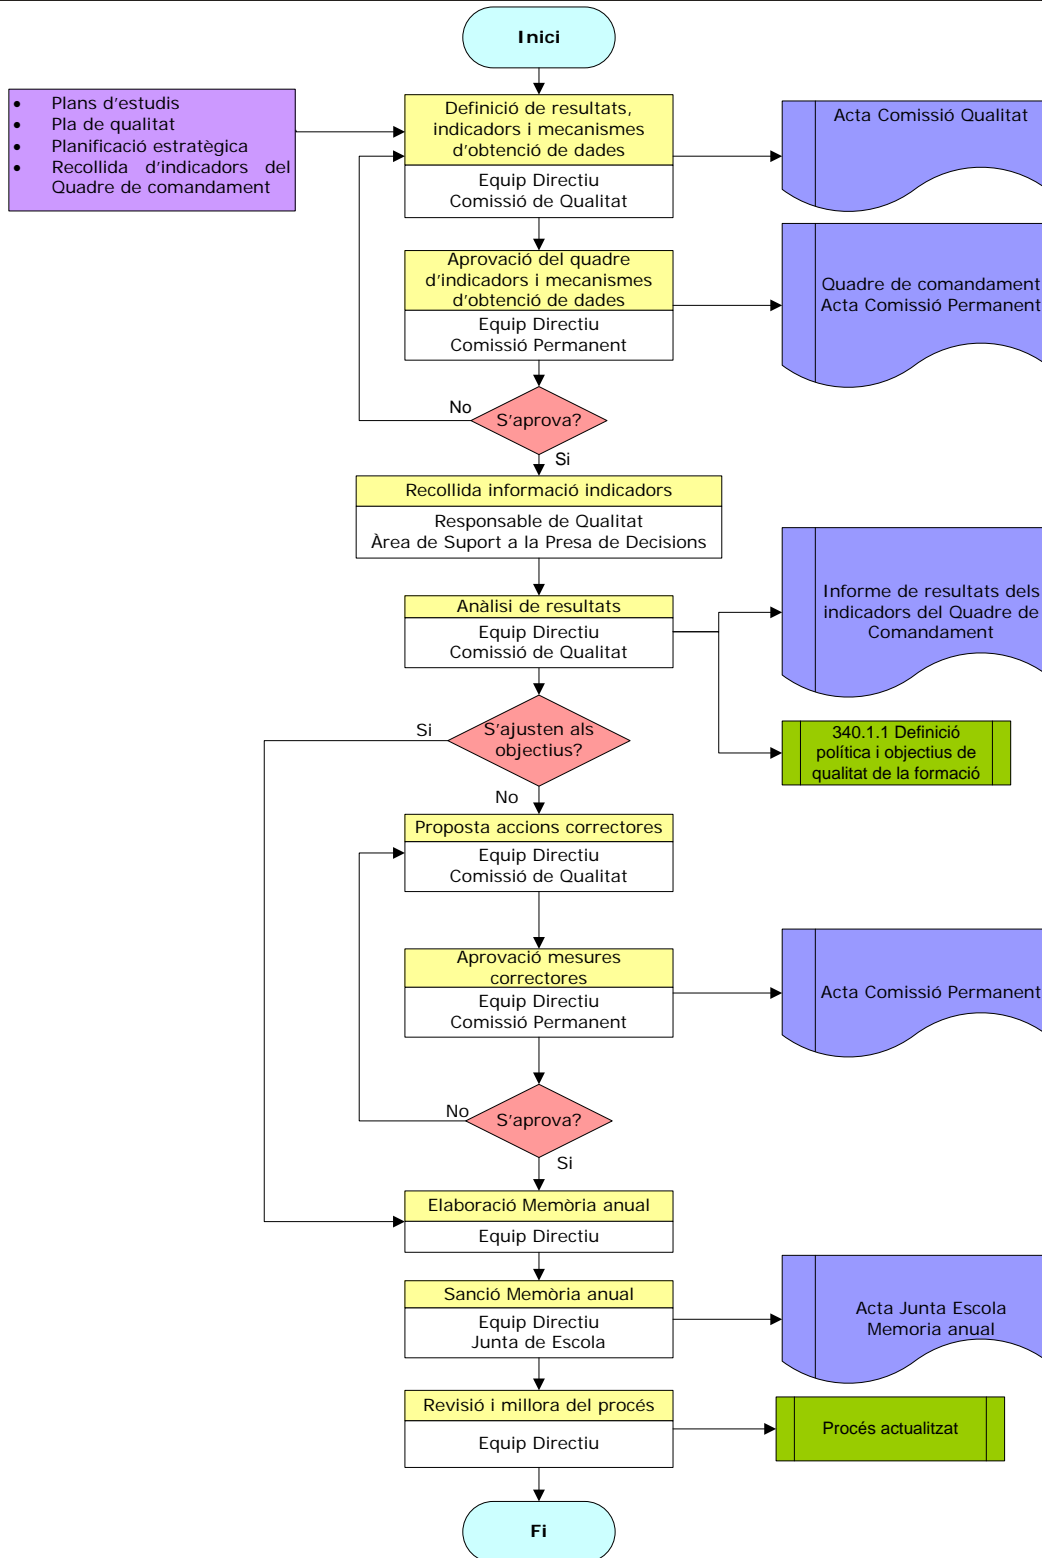 Inici
• Plans d'estudis
• Pla de qualitat
• Planificació estratègica
• Recollida d'indicadors del
Quadre de comandament
Definició de resultats,
indicadors i mecanismes
d'obtenció de dades
Equip Directiu
Comissió de Qualitat
Acta Comissió Qualitat
Aprovació del quadre
d'indicadors i mecanismes
d'obtenció de dades
Equip Directiu
Comissió Permanent
Quadre de comandament
Acta Comissió Permanent
No
S'aprova?
Si
Recollida informació indicadors
Responsable de Qualitat
Àrea de Suport a la Presa de Decisions
Anàlisi de resultats
Equip Directiu
Comissió de Qualitat
Informe de resultats dels
indicadors del Quadre de
Comandament
340.1.1 Definició
política i objectius de
qualitat de la formació
Si
S'ajusten als
objectius?
No
Proposta accions correctores
Equip Directiu
Comissió de Qualitat
Aprovació mesures
correctores
Equip Directiu
Comissió Permanent
Acta Comissió Permanent
No
S'aprova?
Si
Elaboració Memòria anual
Equip Directiu
Sanció Memòria anual
Equip Directiu
Junta de Escola
Acta Junta Escola
Memoria anual
Revisió i millora del procés
Equip Directiu
Procés actualitzat
Fi